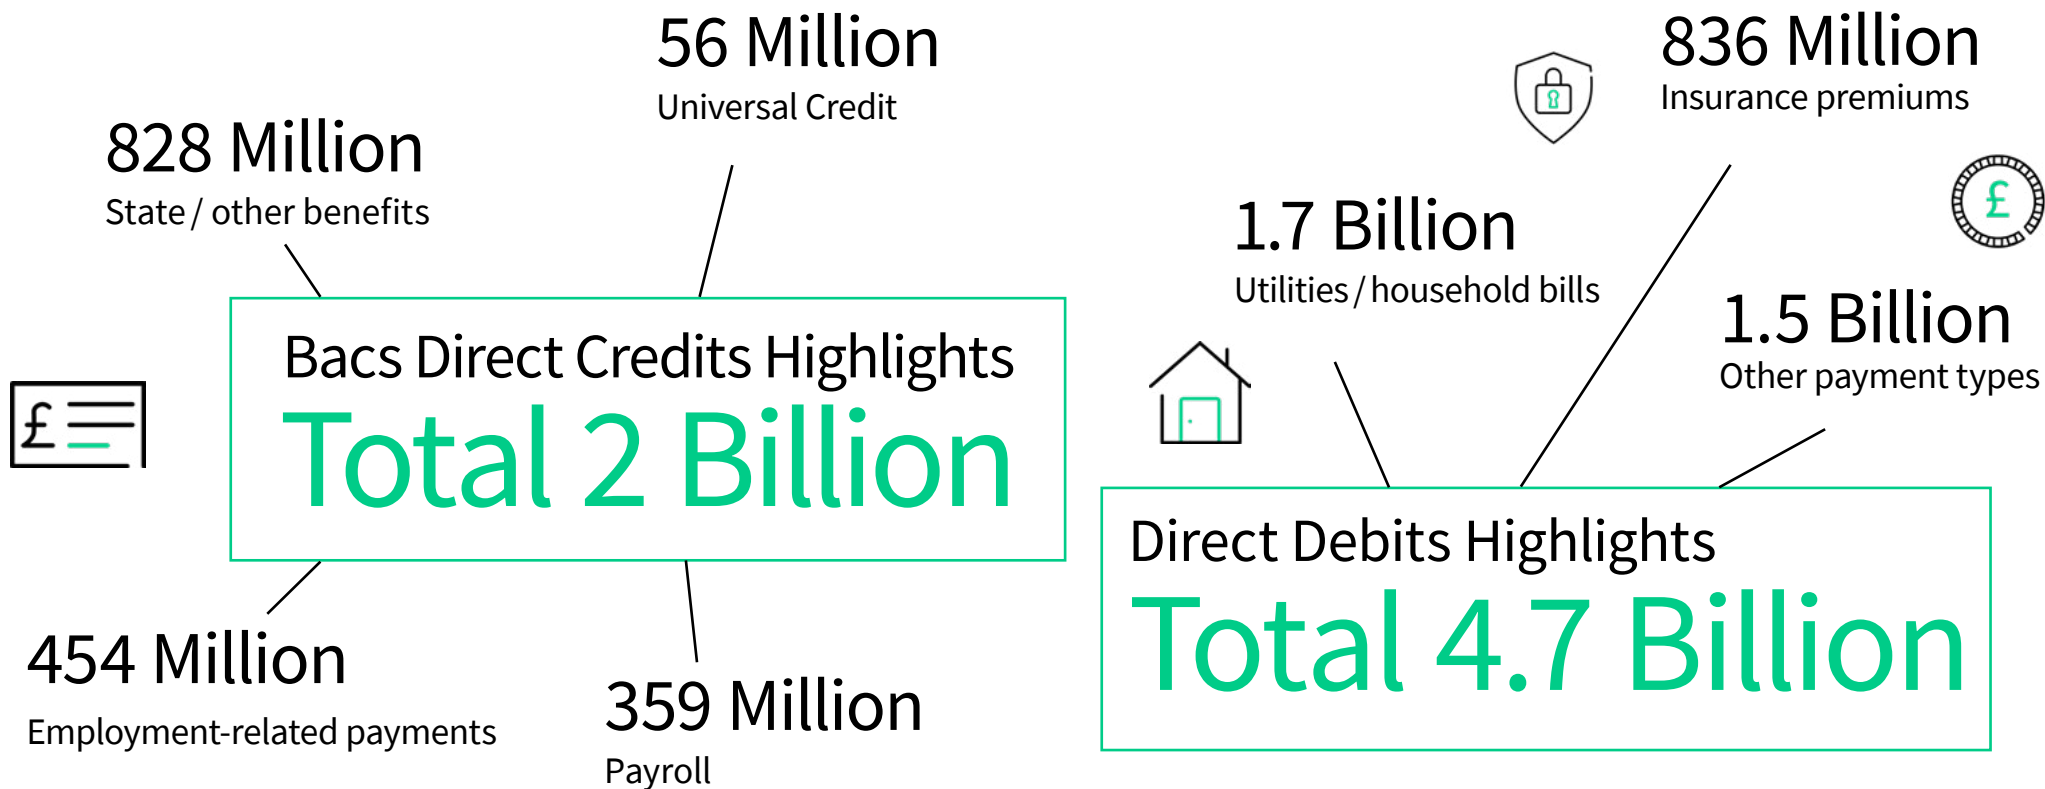 56 Million
Universal Credit
828 Million
State / other benefits
Bacs Direct Credits Highlights
Total 2 Billion
£
454 Million
Employment-related payments
359 Million
Payroll
836 Million
Insurance premiums
£
1.7 Billion
Utilities / household bills
1.5 Billion
Other payment types
Direct Debits Highlights
Total 4.7 Billion